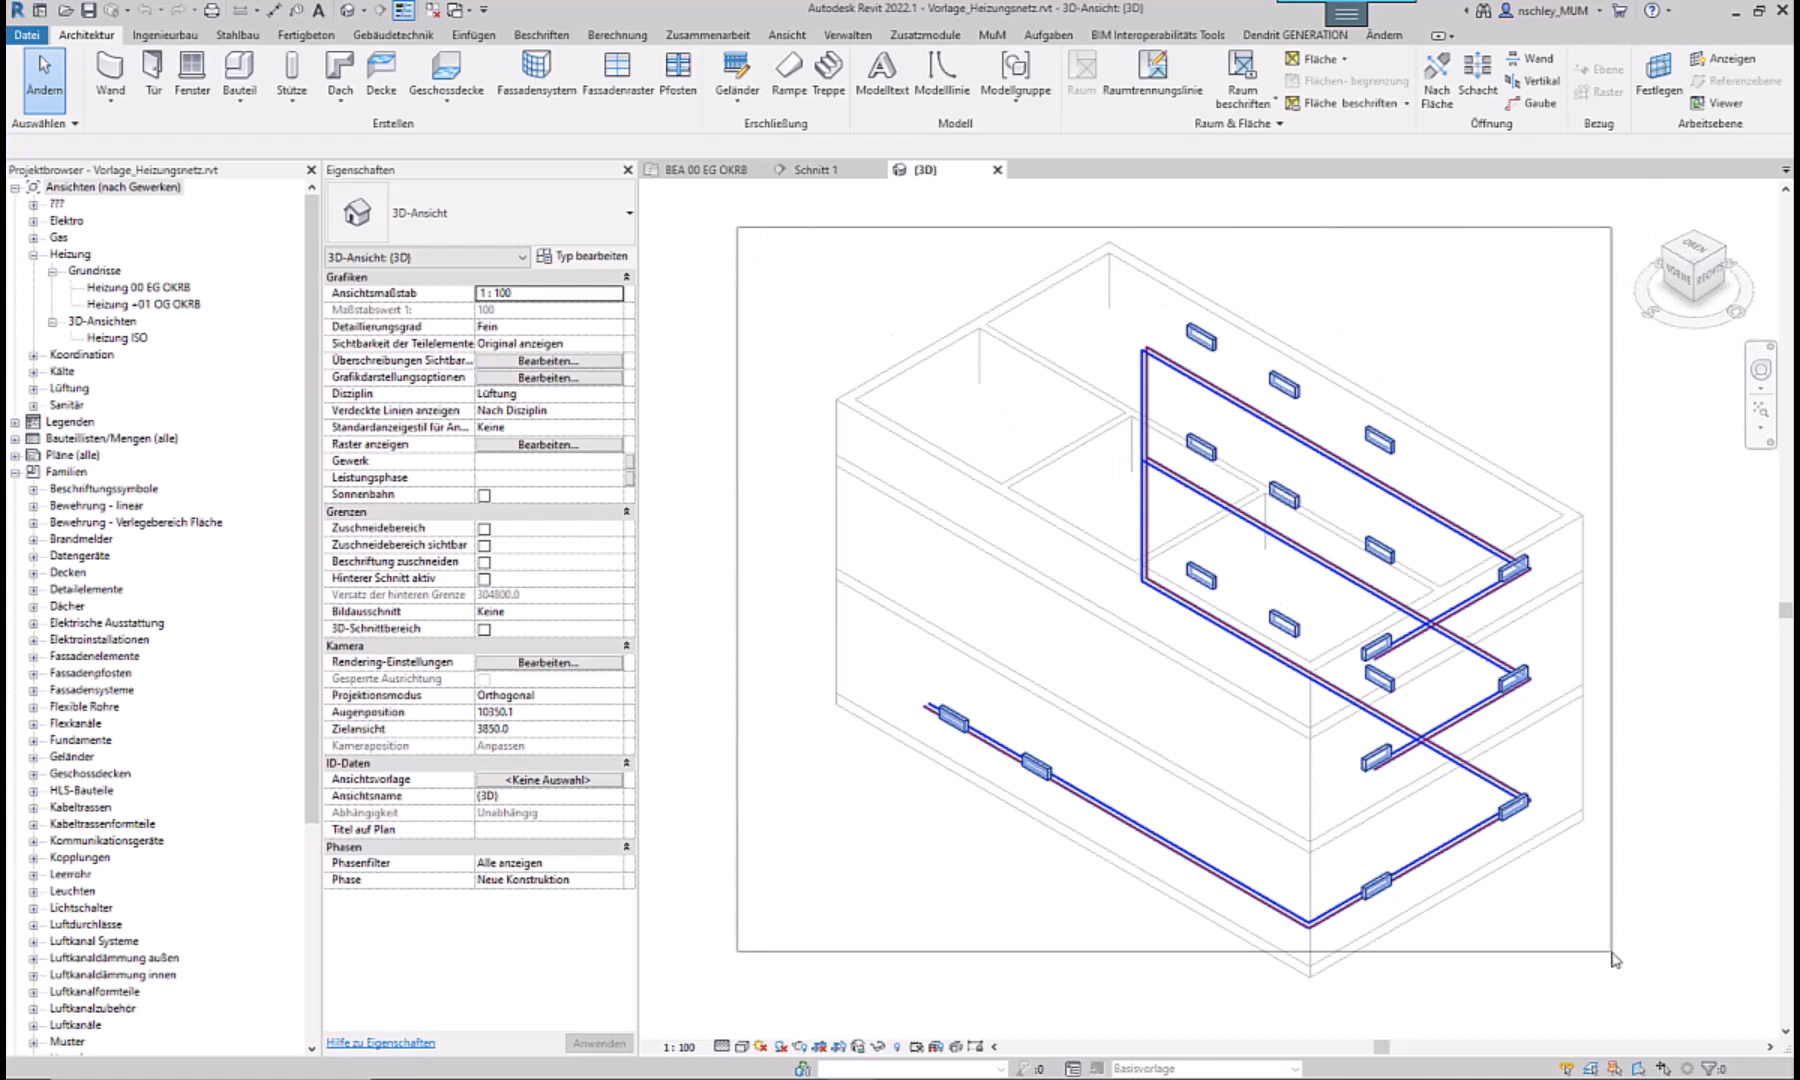 Autodesk Revit 2022.1 - Vorlage_Heizungsnetz.rvt - 3D-Ansicht: {3D}
nschley_MUM
Datei Architektur Ingenieurbau Stahlbau Fertigbeton Gebäudetechnik Einfügen Beschriften Berechnung Zusammenarbeit Ansicht Verwalten Zusatzmodule MuM Aufgaben BIM Interoperabilitäts Tools Dendrit GENERATION Ändern
Ändern Wand Tür Fenster Bauteil Stütze Dach Decke Geschossdecke Fassadensystem Fassadenraster Pfosten Geländer Rampe Treppe Modelltext Modelllinie Modellgruppe Raum Raumtrennungslinie Raum beschriften
Fläche
Flächen- begrenzung
Fläche beschriften
Nach Fläche Schacht
Wand
Vertikal
Gaube
Ebene
Raster
Festlegen
Anzeigen
Referenzebene
Viewer
Auswählen Erstellen Erschließung Modell Raum & Fläche Öffnung Bezug Arbeitsebene
Projektbrowser - Vorlage_Heizungsnetz.rvt
Ansichten (nach Gewerken)
???
Elektro
Gas
Heizung
Grundrisse
Heizung 00 EG OKRB
Heizung +01 OG OKRB
3D-Ansichten
Heizung ISO
Koordination
Kälte
Lüftung
Sanitär
Legenden
Bauteillisten/Mengen (alle)
Pläne (alle)
Familien
Beschriftungssymbole
Bewehrung - linear
Bewehrung - Verlegebereich Fläche
Brandmelder
Datengeräte
Decken
Detailelemente
Dächer
Elektrische Ausstattung
Elektroinstallationen
Fassadenelemente
Fassadenpfosten
Fassadensysteme
Flexible Rohre
Flexkanäle
Fundamente
Geländer
Geschossdecken
HLS-Bauteile
Kabeltrassen
Kabeltrassenformteile
Kommunikationsgeräte
Kopplungen
Leerrohr
Leuchten
Lichtschalter
Luftdurchlässe
Luftkanal Systeme
Luftkanaldämmung außen
Luftkanaldämmung innen
Luftkanalformteile
Luftkanalzubehör
Luftkanäle
Muster
Eigenschaften
3D-Ansicht
3D-Ansicht: {3D} Typ bearbeiten
Grafiken
Ansichtsmaßstab 1 : 100
Maßstabswert 1: 100
Detaillierungsgrad Fein
Sichtbarkeit der Teilelemente Original anzeigen
Überschreibungen Sichtbar... Bearbeiten...
Grafikdarstellungsoptionen Bearbeiten...
Disziplin Lüftung
Verdeckte Linien anzeigen Nach Disziplin
Standardanzeigestil für An... Keine
Raster anzeigen Bearbeiten...
Gewerk
Leistungsphase
Sonnenbahn
Grenzen
Zuschneidebereich
Zuschneidebereich sichtbar
Beschriftung zuschneiden
Hinterer Schnitt aktiv
Versatz der hinteren Grenze 304800.0
Bildausschnitt Keine
3D-Schnittbereich
Kamera
Rendering-Einstellungen Bearbeiten...
Gesperrte Ausrichtung
Projektionsmodus Orthogonal
Augenposition 10350.1
Zielansicht 3850.0
Kameraposition Anpassen
ID-Daten
Ansichtsvorlage <Keine Auswahl>
Ansichtsname {3D}
Abhängigkeit Unabhängig
Titel auf Plan
Phasen
Phasenfilter Alle anzeigen
Phase Neue Konstruktion
Hilfe zu Eigenschaften Anwenden
BEA 00 EG OKRB Schnitt 1 {3D}
OBEN
VORNE RECHTS
1 : 100
:0 Basisvorlage :0